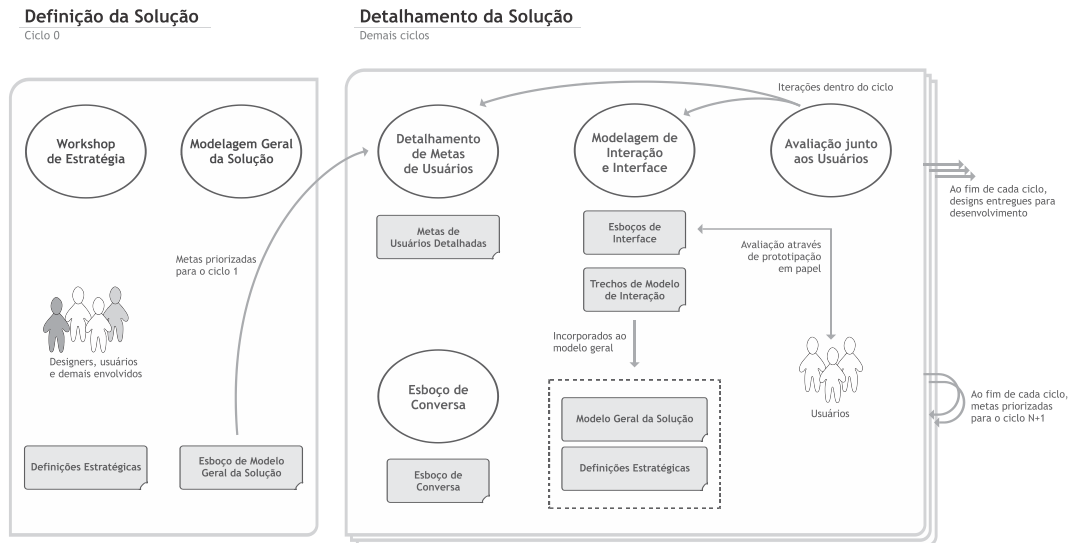 Definição da Solução
Ciclo 0
Workshop
de Estratégia
Modelagem Geral
da Solução
Metas priorizadas
para o ciclo 1
Designers, usuários
e demais envolvidos
Definições Estratégicas
Esboço de Modelo
Geral da Solução
Detalhamento da Solução
Demais ciclos
Iterações dentro do ciclo
Detalhamento
de Metas
de Usuários
Modelagem de
Interação
e Interface
Avaliação junto
aos Usuários
Metas de
Usuários Detalhadas
Esboços de
Interface
Trechos de Modelo
de Interação
Avaliação através
de prototipação
em papel
Incorporados ao
modelo geral
Esboço de
Conversa
Esboço de
Conversa
Modelo Geral da Solução
Definições Estratégicas
Usuários
Ao fim de cada ciclo,
designs entregues para
desenvolvimento
Ao fim de cada ciclo,
metas priorizadas
para o ciclo N+1